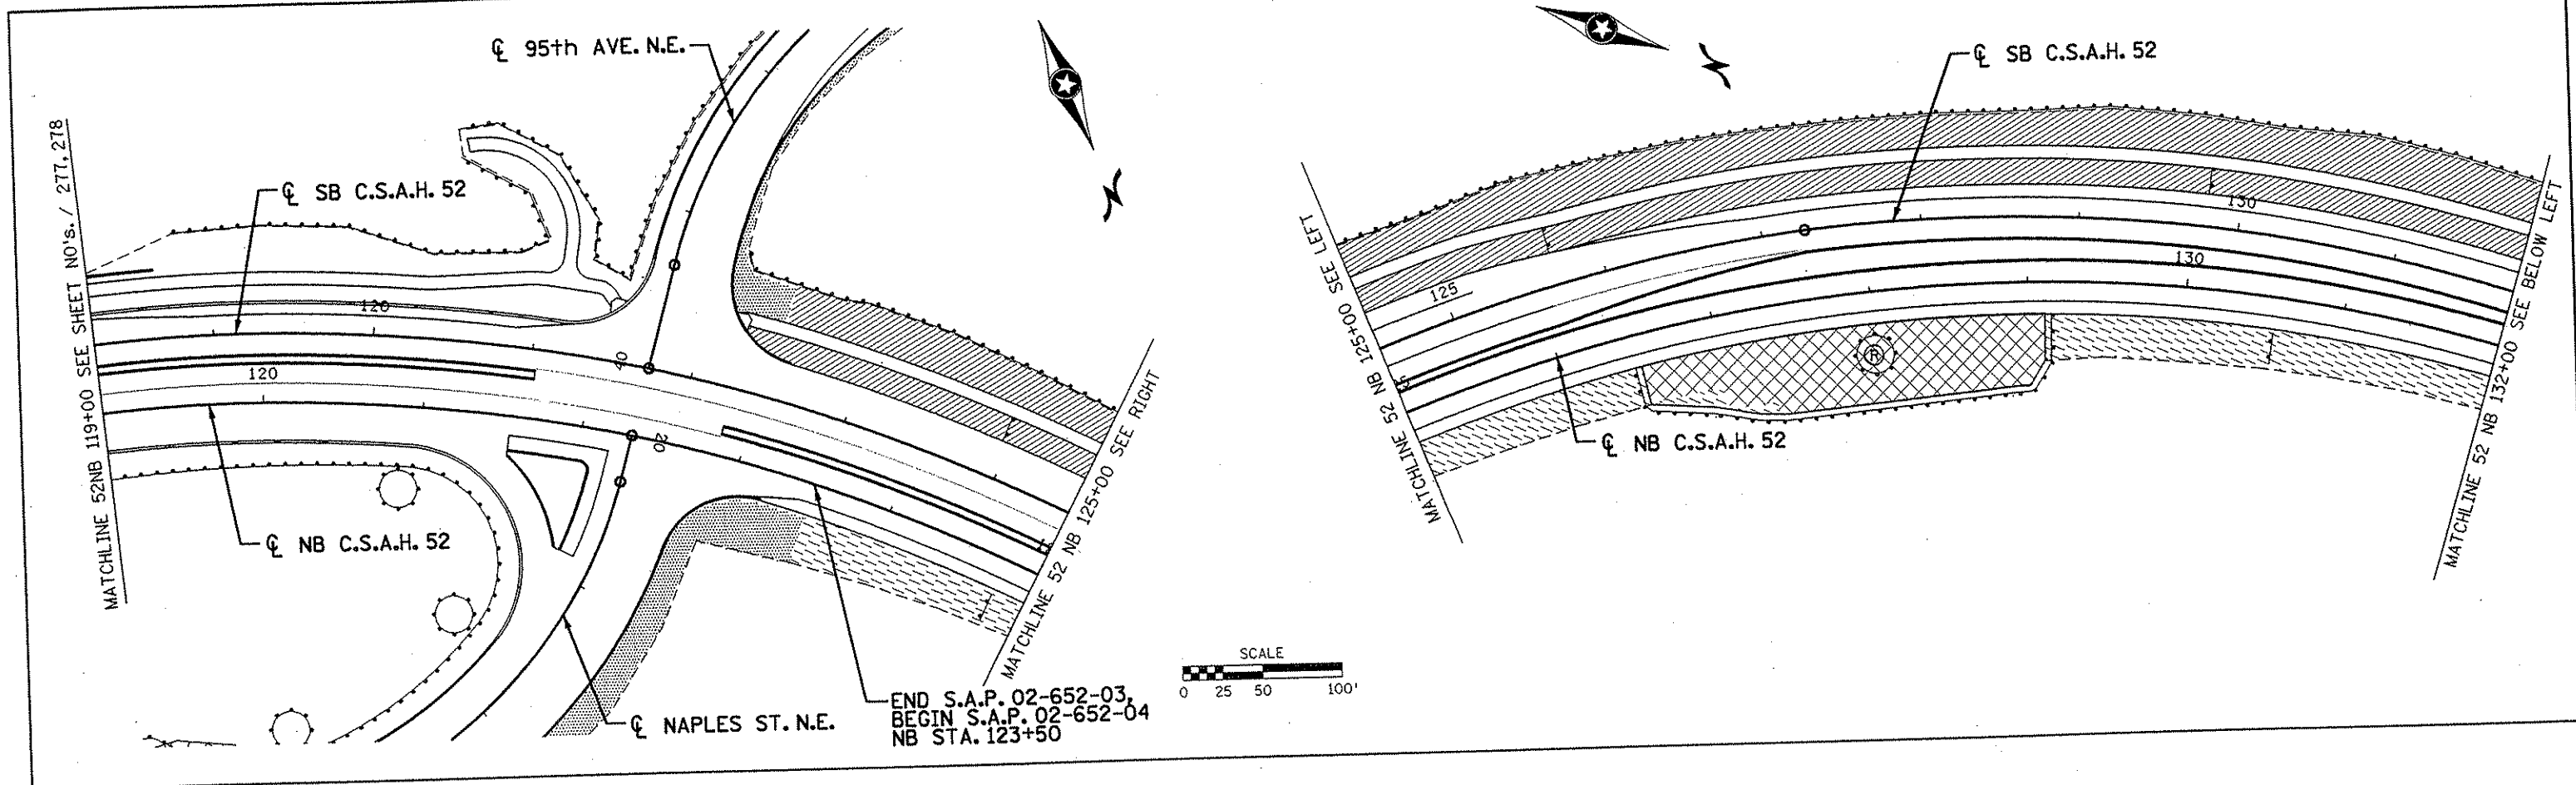 ℄ 95th AVE. N.E.
℄ SB C.S.A.H. 52
120
120
MATCHLINE 52NB 119+00 SEE SHEET NO's. / 277, 278
℄ NB C.S.A.H. 52
40
20
℄ NAPLES ST. N.E.
END S.A.P. 02-652-03,
BEGIN S.A.P. 02-652-04
NB STA. 123+50
MATCHLINE 52 NB 125+00 SEE RIGHT
N
SCALE
0 25 50 100'
N
℄ SB C.S.A.H. 52
MATCHLINE 52 NB 125+00 SEE LEFT
125
130
130
R
℄ NB C.S.A.H. 52
MATCHLINE 52 NB 132+00 SEE BELOW LEFT